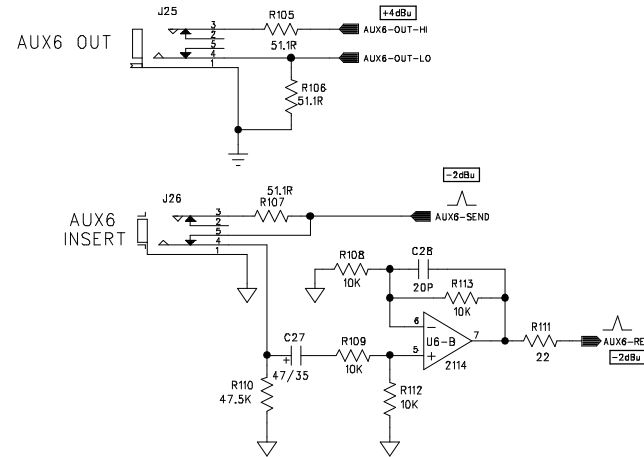 J25
R105
+4dBu
3
2
5
4
1
AUX6-OUT-HI
51.1R
AUX6 OUT
AUX6-OUT-LO
R106
51.1R
-2dBu
51.1R
J26
R107
3
2
5
4
1
AUX6-SEND
AUX6
INSERT
R108
10K
C28
20P
R113
10K
6
U6-B
7
5
2114
R111
22
AUX6-RE
-2dBu
C27
47/35
R109
10K
R110
47.5K
R112
10K